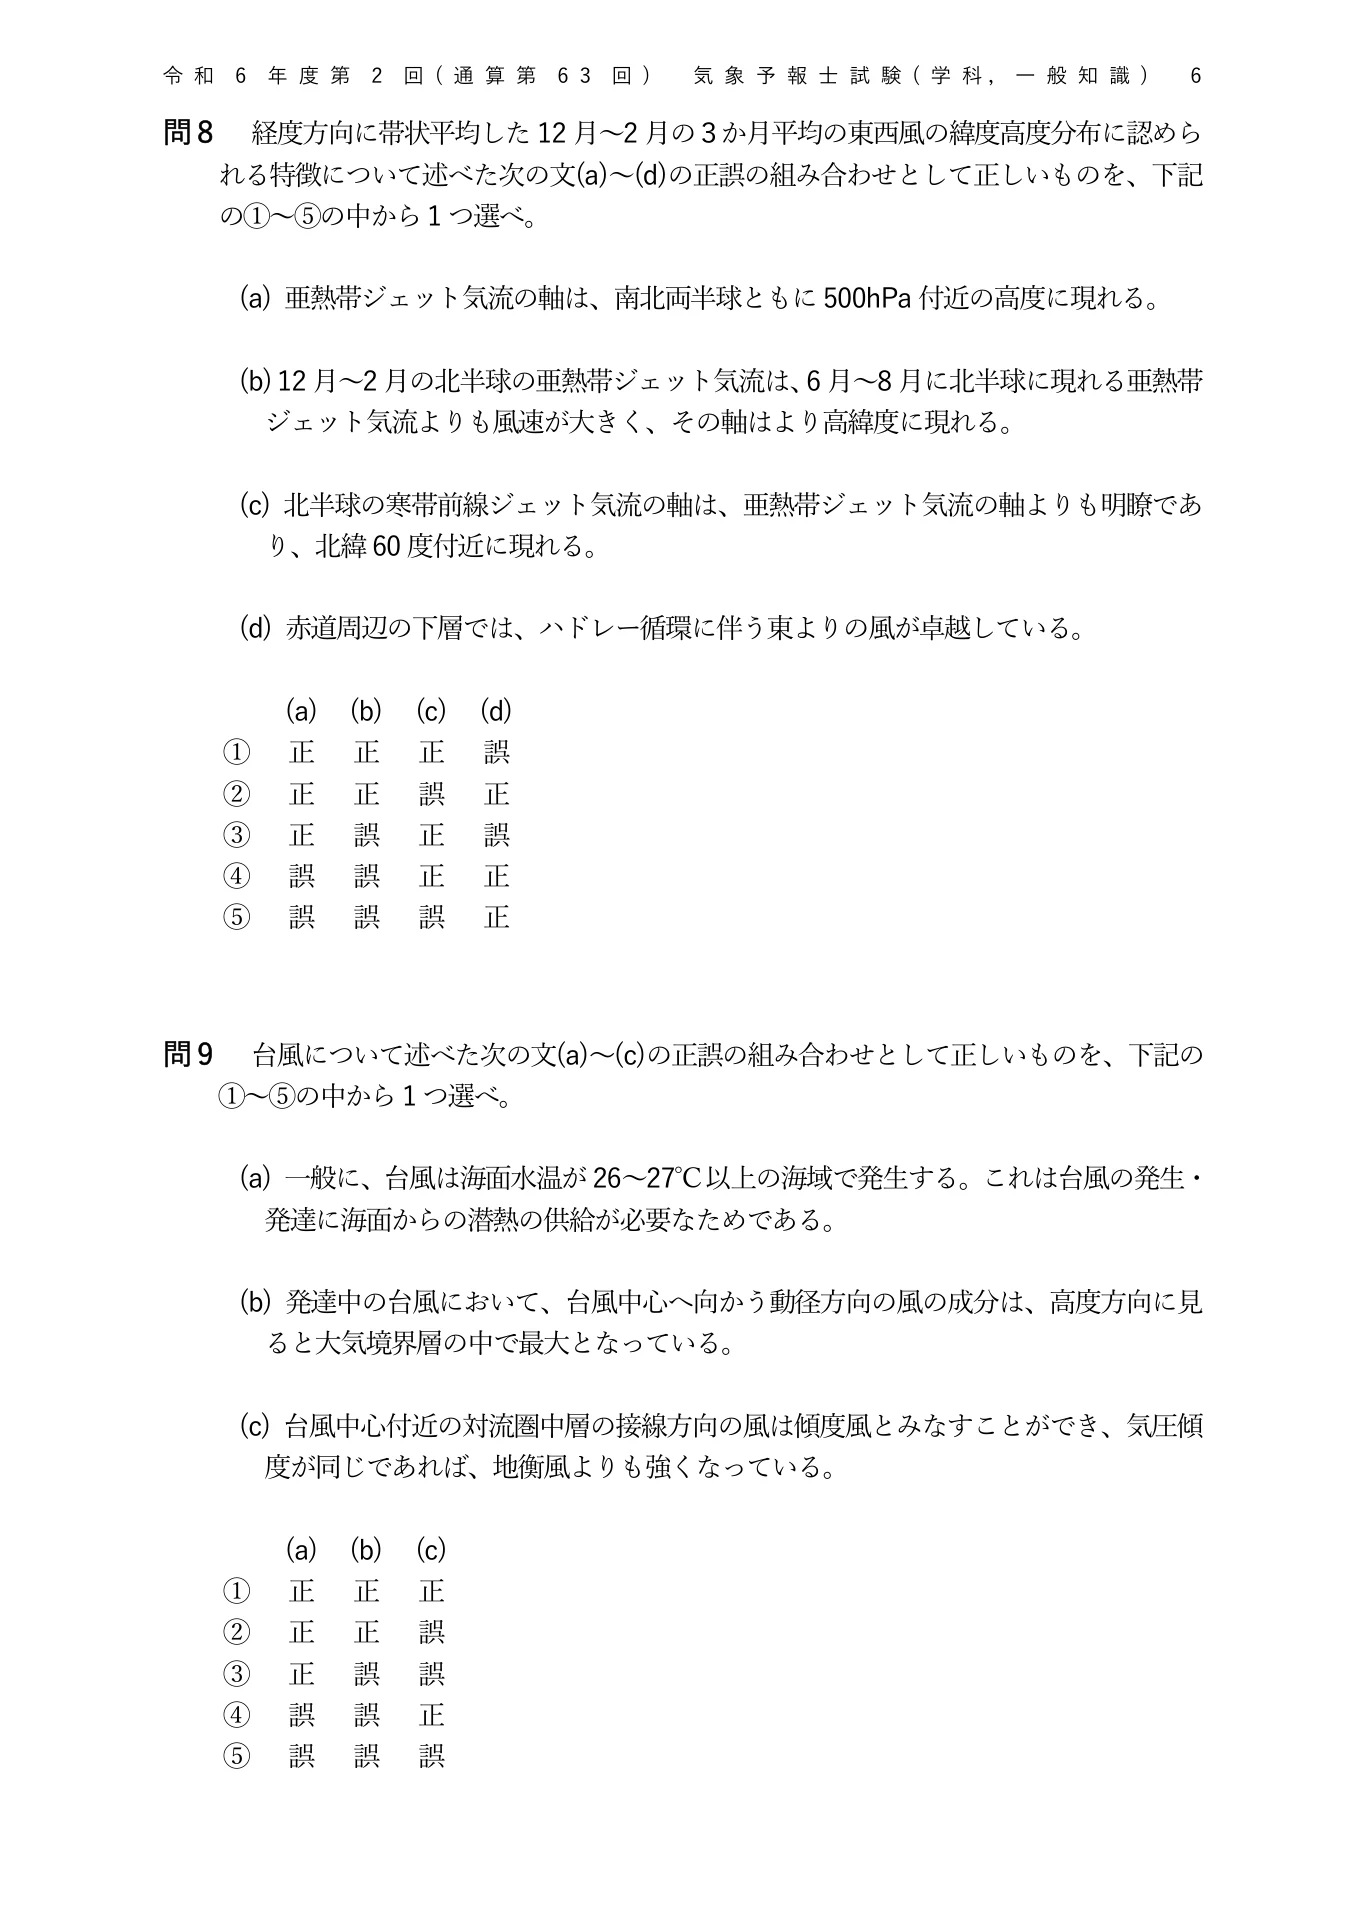 令和6年度第2回(通算第63回) 気象予報士試験(学科,一般知識) 6
問8 経度方向に帯状平均した 12 月～2 月の3か月平均の東西風の緯度高度分布に認めら
れる特徴について述べた次の文(a)～(d)の正誤の組み合わせとして正しいものを、下記
の①～⑤の中から 1 つ選べ。
(a) 亜熱帯ジェット気流の軸は、南北両半球ともに 500hPa 付近の高度に現れる。
(b) 12 月～2 月の北半球の亜熱帯ジェット気流は、6 月～8 月に北半球に現れる亜熱帯
ジェット気流よりも風速が大きく、その軸はより高緯度に現れる。
(c) 北半球の寒帯前線ジェット気流の軸は、亜熱帯ジェット気流の軸よりも明瞭であ
り、北緯 60 度付近に現れる。
(d) 赤道周辺の下層では、ハドレー循環に伴う東よりの風が卓越している。
(a) (b) (c) (d)
① 正 正 正 誤
② 正 正 誤 正
③ 正 誤 正 誤
④ 誤 誤 正 正
⑤ 誤 誤 誤 正
問9 台風について述べた次の文(a)～(c)の正誤の組み合わせとして正しいものを、下記の
①～⑤の中から 1 つ選べ。
(a) 一般に、台風は海面水温が 26～27℃以上の海域で発生する。これは台風の発生・
発達に海面からの潜熱の供給が必要なためである。
(b) 発達中の台風において、台風中心へ向かう動径方向の風の成分は、高度方向に見
ると大気境界層の中で最大となっている。
(c) 台風中心付近の対流圏中層の接線方向の風は傾度風とみなすことができ、気圧傾
度が同じであれば、地衡風よりも強くなっている。
(a) (b) (c)
① 正 正 正
② 正 正 誤
③ 正 誤 誤
④ 誤 誤 正
⑤ 誤 誤 誤